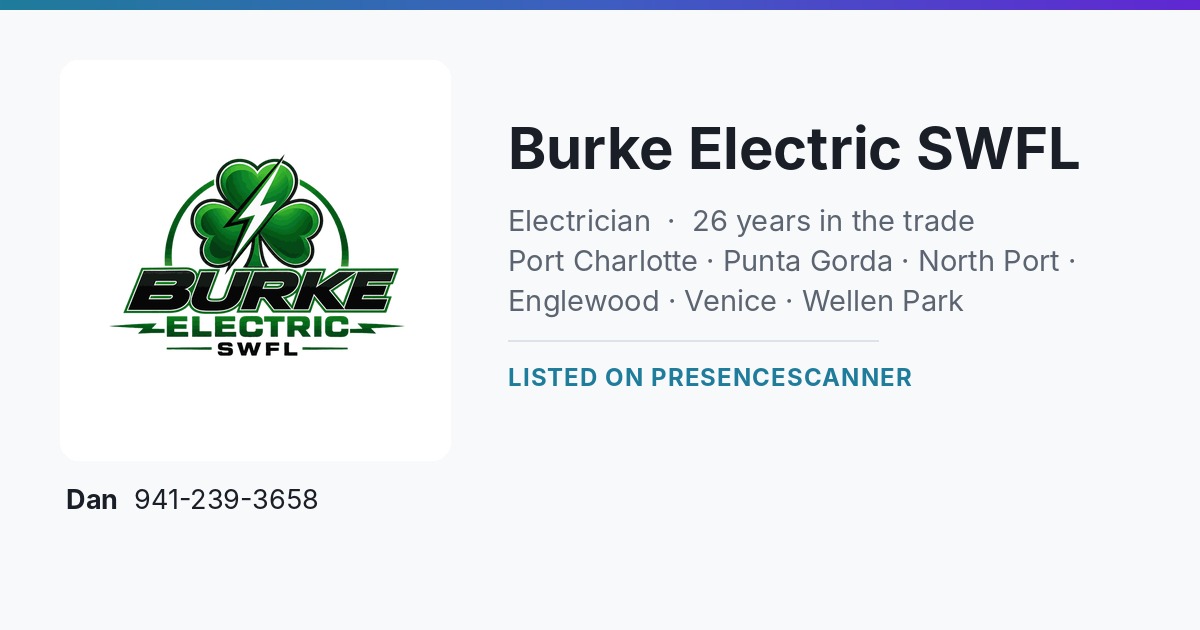 BURKE
ELECTRIC
SWFL
Dan 941-239-3658
Burke Electric SWFL
Electrician · 26 years in the trade
Port Charlotte · Punta Gorda · North Port ·
Englewood · Venice · Wellen Park
LISTED ON PRESENCESCANNER